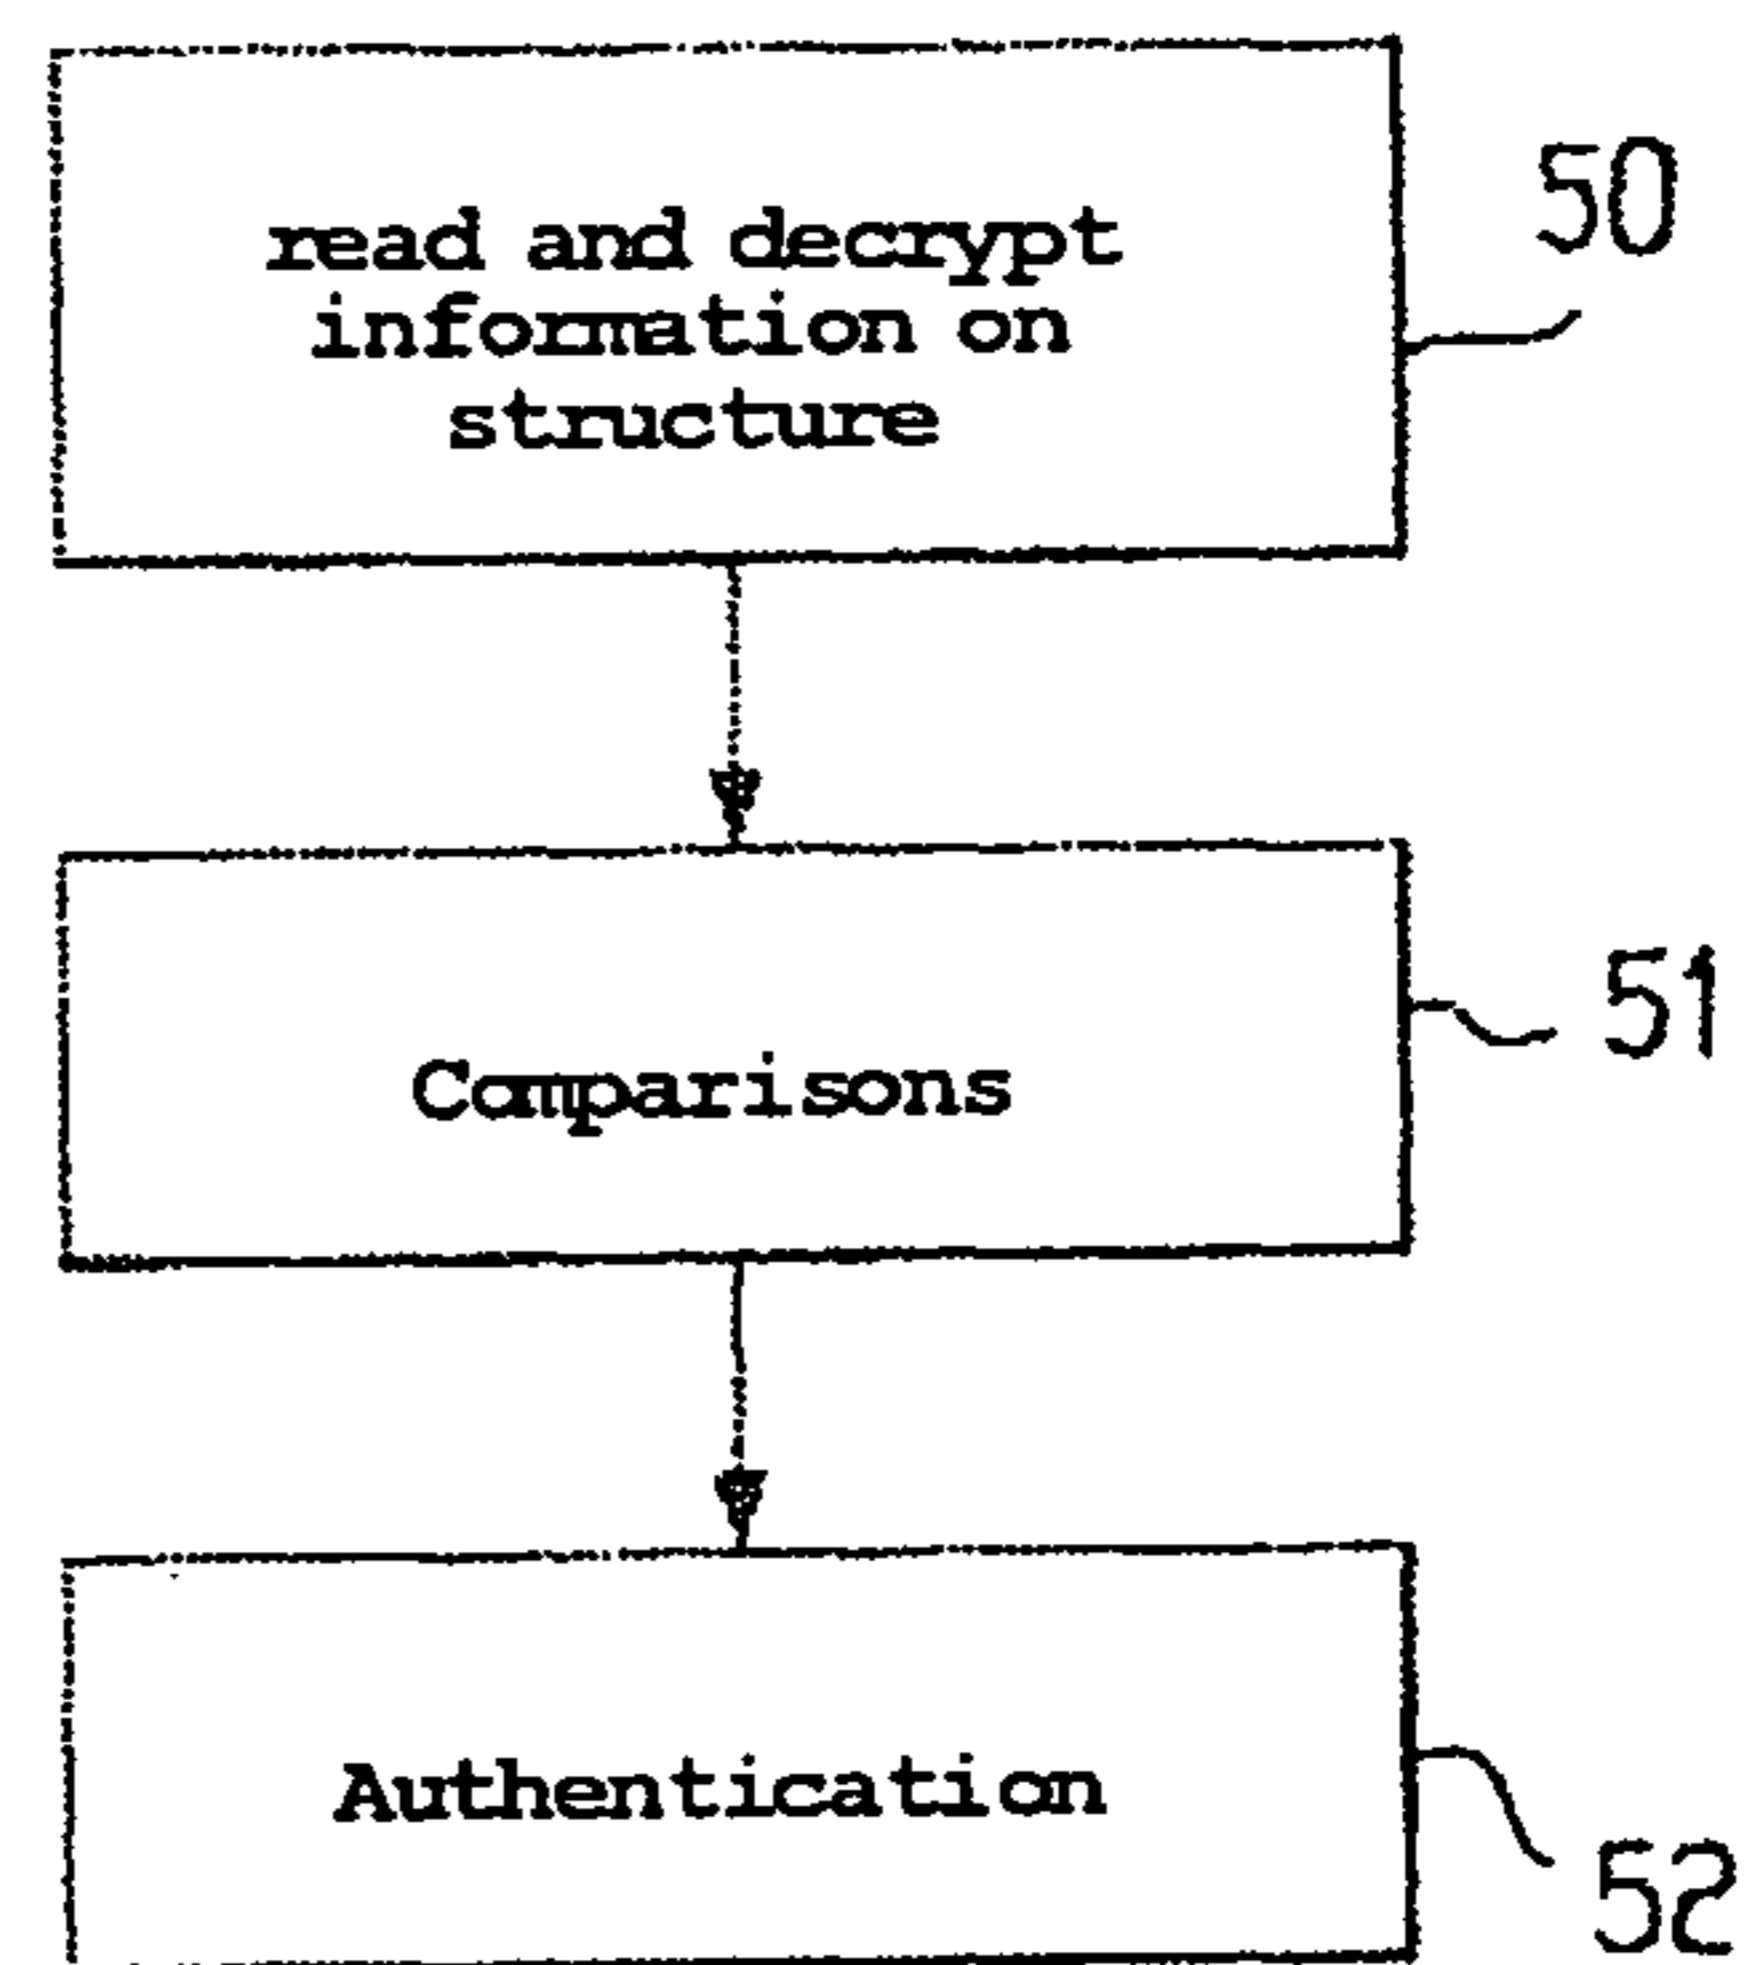 read and decrypt
information on
structure
50
Comparisons
51
Authentication
52